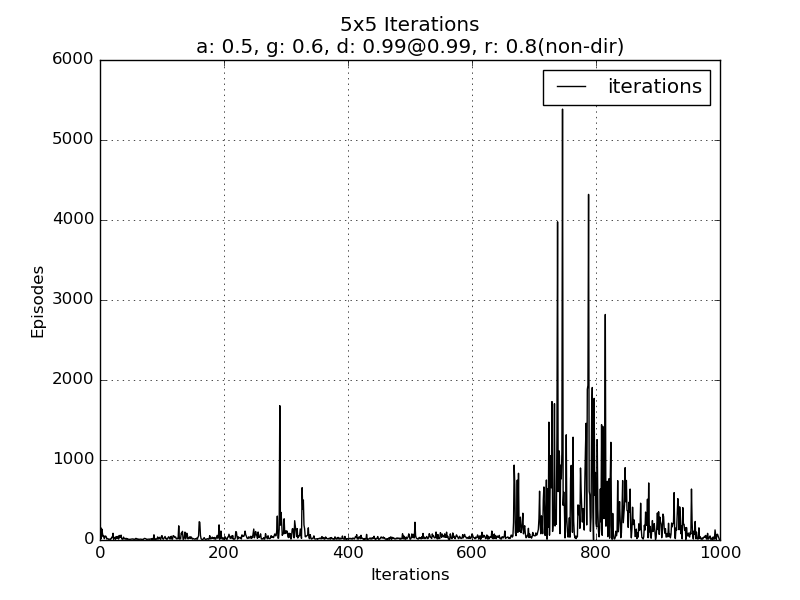 5x5 Iterations
a: 0.5, g: 0.6, d: 0.99@0.99, r: 0.8(non-dir)
6000
iterations
5000
4000
3000
2000
1000
0
Episodes
0 200 400 600 800 1000
Iterations